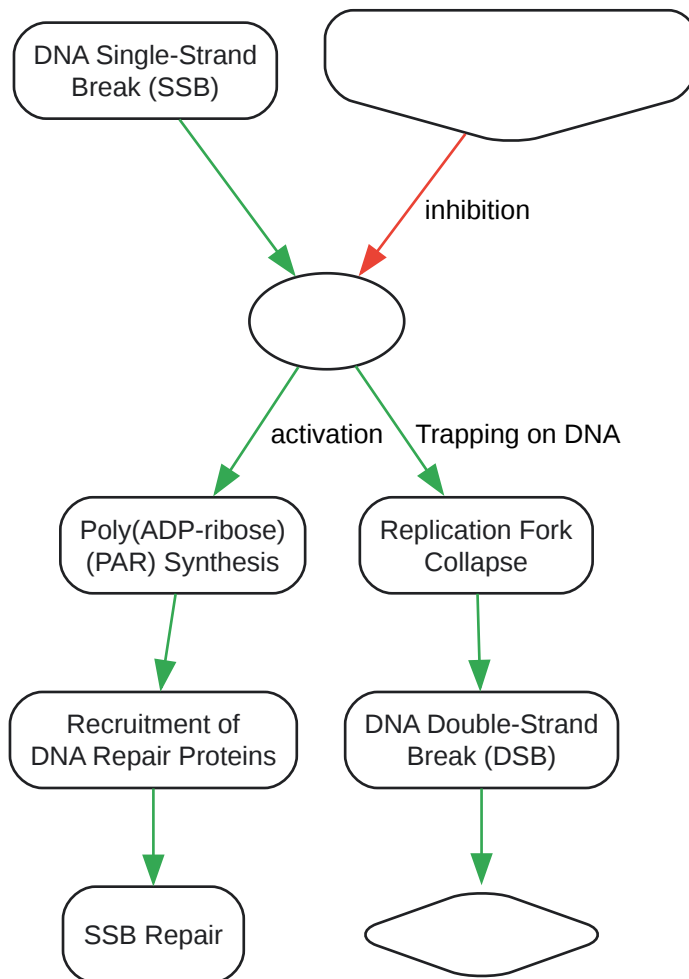 DNA Single-Strand
Break (SSB)
inhibition
activation
Trapping on DNA
Poly(ADP-ribose)
(PAR) Synthesis
Replication Fork
Collapse
Recruitment of
DNA Repair Proteins
DNA Double-Strand
Break (DSB)
SSB Repair